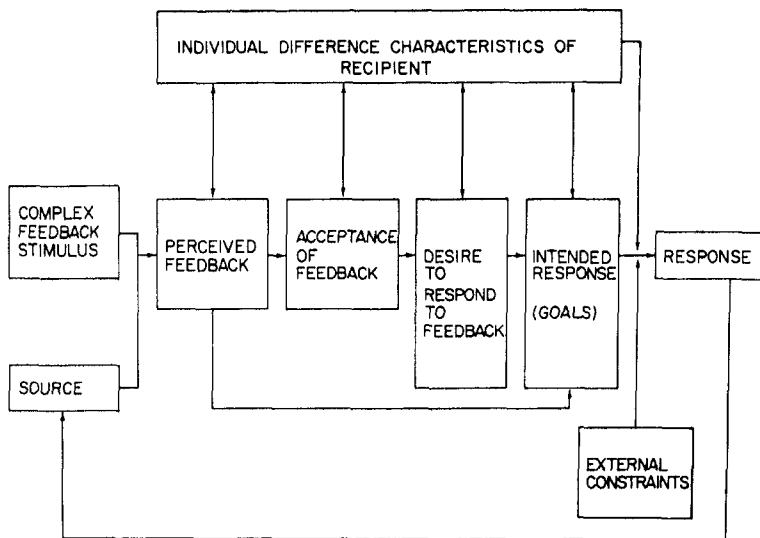 INDIVIDUAL DIFFERENCE CHARACTERISTICS OF
RECIPIENT
COMPLEX
FEEDBACK
STIMULUS
PERCEIVED
FEEDBACK
ACCEPTANCE
OF
FEEDBACK
DESIRE
TO
RESPOND
TO
FEEDBACK
INTENDED
RESPONSE
(GOALS)
RESPONSE
SOURCE
EXTERNAL
CONSTRAINTS